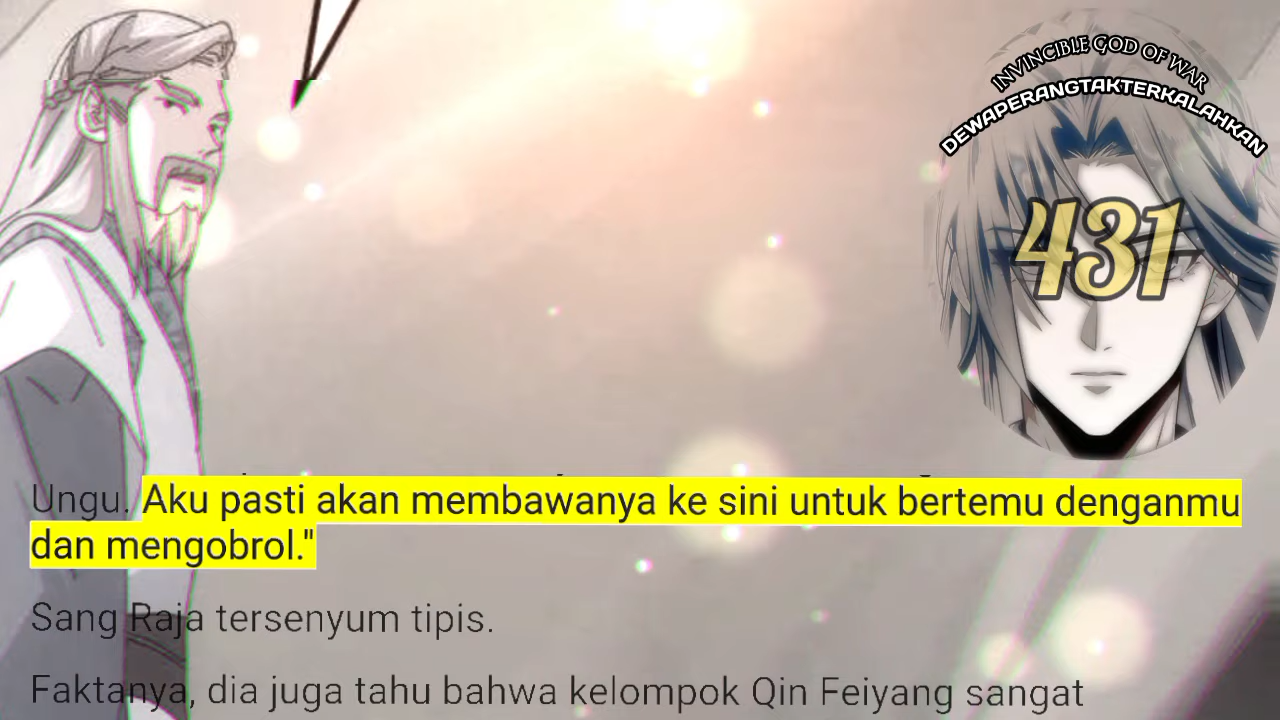 INVINCIBLE GOD OF WAR
DEWAPERANGTAKTERKALAHKAN
431
Ungu. Aku pasti akan membawanya ke sini untuk bertemu denganmu
dan mengobrol."
Sang Raja tersenyum tipis.
Faktanya, dia juga tahu bahwa kelompok Qin Feiyang sangat